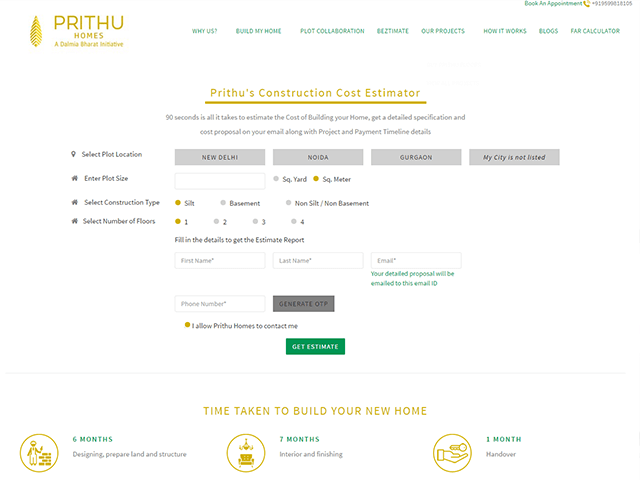 Book An Appointment +919599818105
PRITHU
HOMES
A Dalmia Bharat Initiative
WHY US? BUILD MY HOME PLOT COLLABORATION BEZTIMATE OUR PROJECTS HOW IT WORKS BLOGS FAR CALCULATOR
Prithu's Construction Cost Estimator
90 seconds is all it takes to estimate the Cost of Building your Home, get a detailed specification and
cost proposal on your email along with Project and Payment Timeline details
Select Plot Location NEW DELHI NOIDA GURGAON My City is not listed
Enter Plot Size Sq. Yard Sq. Meter
Select Construction Type Silt Basement Non Silt / Non Basement
Select Number of Floors 1 2 3 4
Fill in the details to get the Estimate Report
First Name* Last Name* Email*
Your detailed proposal will be
emailed to this email ID
Phone Number* GENERATE OTP
I allow Prithu Homes to contact me
GET ESTIMATE
TIME TAKEN TO BUILD YOUR NEW HOME
6 MONTHS 7 MONTHS 1 MONTH
Designing, prepare land and structure Interior and finishing Handover